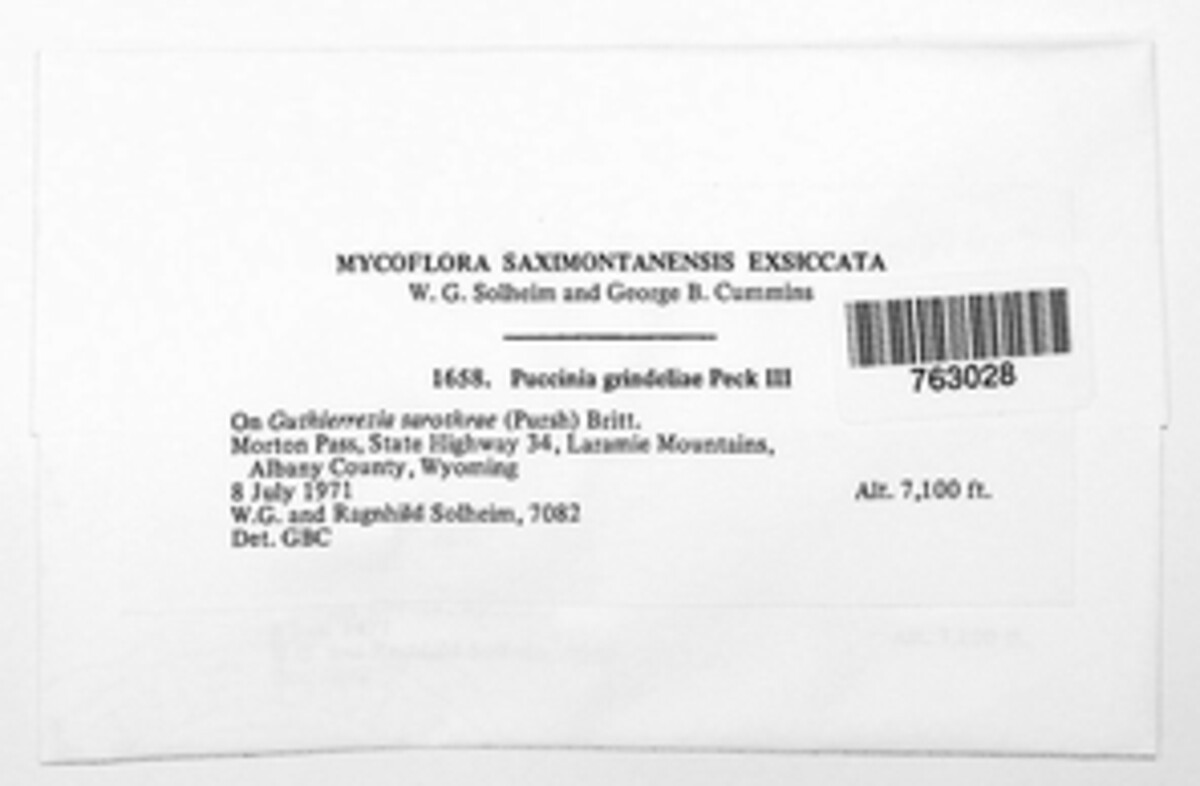 MYCOFLORA SAXIMONTANENSIS EXSICCATA
W. G. Solheim and George B. Cummins
1658. Puccinia grindeliae Peck III
763028
On Guthierrezia sarothrae (Pursh) Britt.
Morton Pass, State Highway 34, Laramie Mountains,
Albany County, Wyoming
8 July 1971 Alt. 7,100 ft.
W.G. and Ragnhild Solheim, 7082
Det. GBC